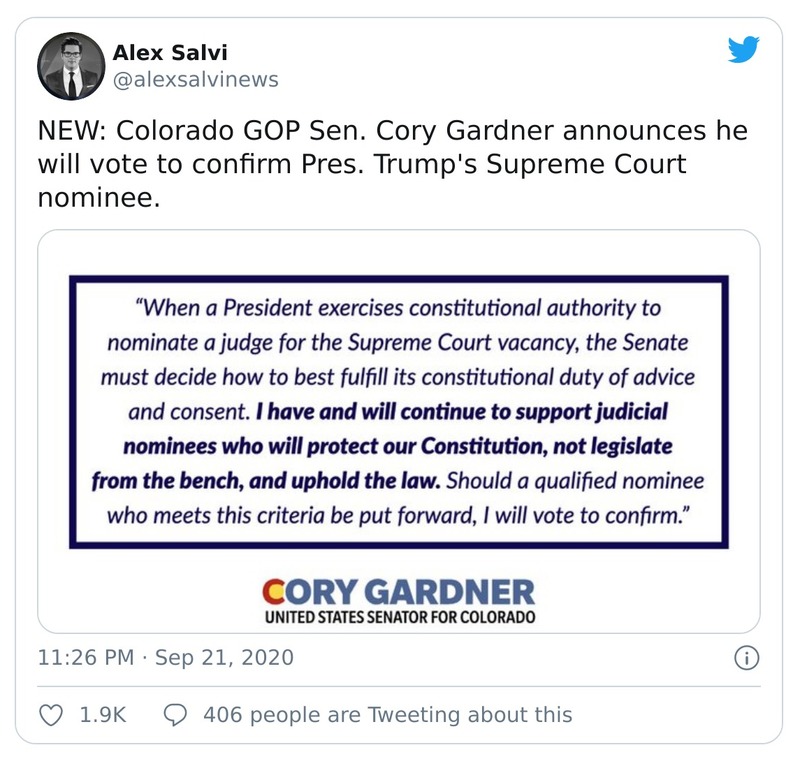 Alex Salvi
@alexsalvinews
NEW: Colorado GOP Sen. Cory Gardner announces he
will vote to confirm Pres. Trump's Supreme Court
nominee.
“When a President exercises constitutional authority to
nominate a judge for the Supreme Court vacancy, the Senate
must decide how to best fulfill its constitutional duty of advice
and consent. I have and will continue to support judicial
nominees who will protect our Constitution, not legislate
from the bench, and uphold the law. Should a qualified nominee
who meets this criteria be put forward, I will vote to confirm.”
CORY GARDNER
UNITED STATES SENATOR FOR COLORADO
11:26 PM · Sep 21, 2020
1.9K
406 people are Tweeting about this